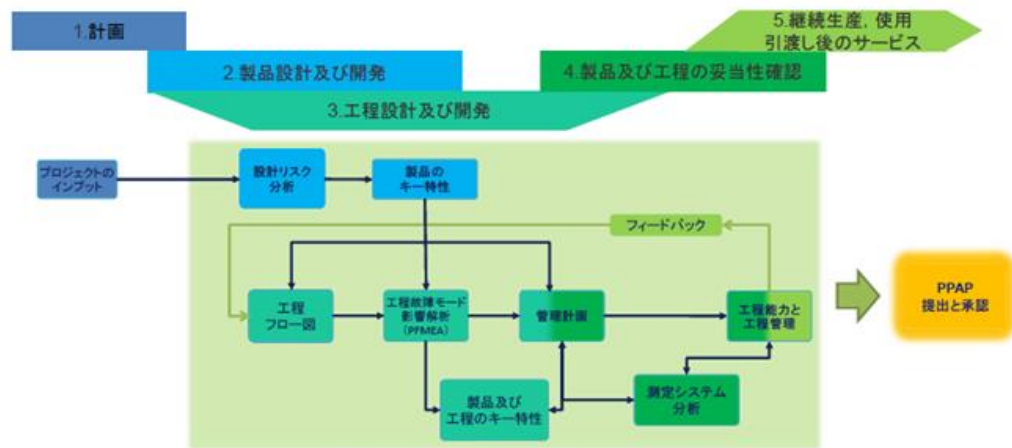 1.計画
5.継続生産, 使用
引渡し後のサービス
2.製品設計及び開発
4.製品及び工程の妥当性確認
3.工程設計及び開発
プロジェクトの
インプット
設計リスク
分析
製品の
キー特性
フィードバック
工程
フロー図
工程故障モード
影響解析
(PFMEA)
管理計画
工程能力と
工程管理
PPAP
提出と承認
製品及び
工程のキー特性
測定システム
分析